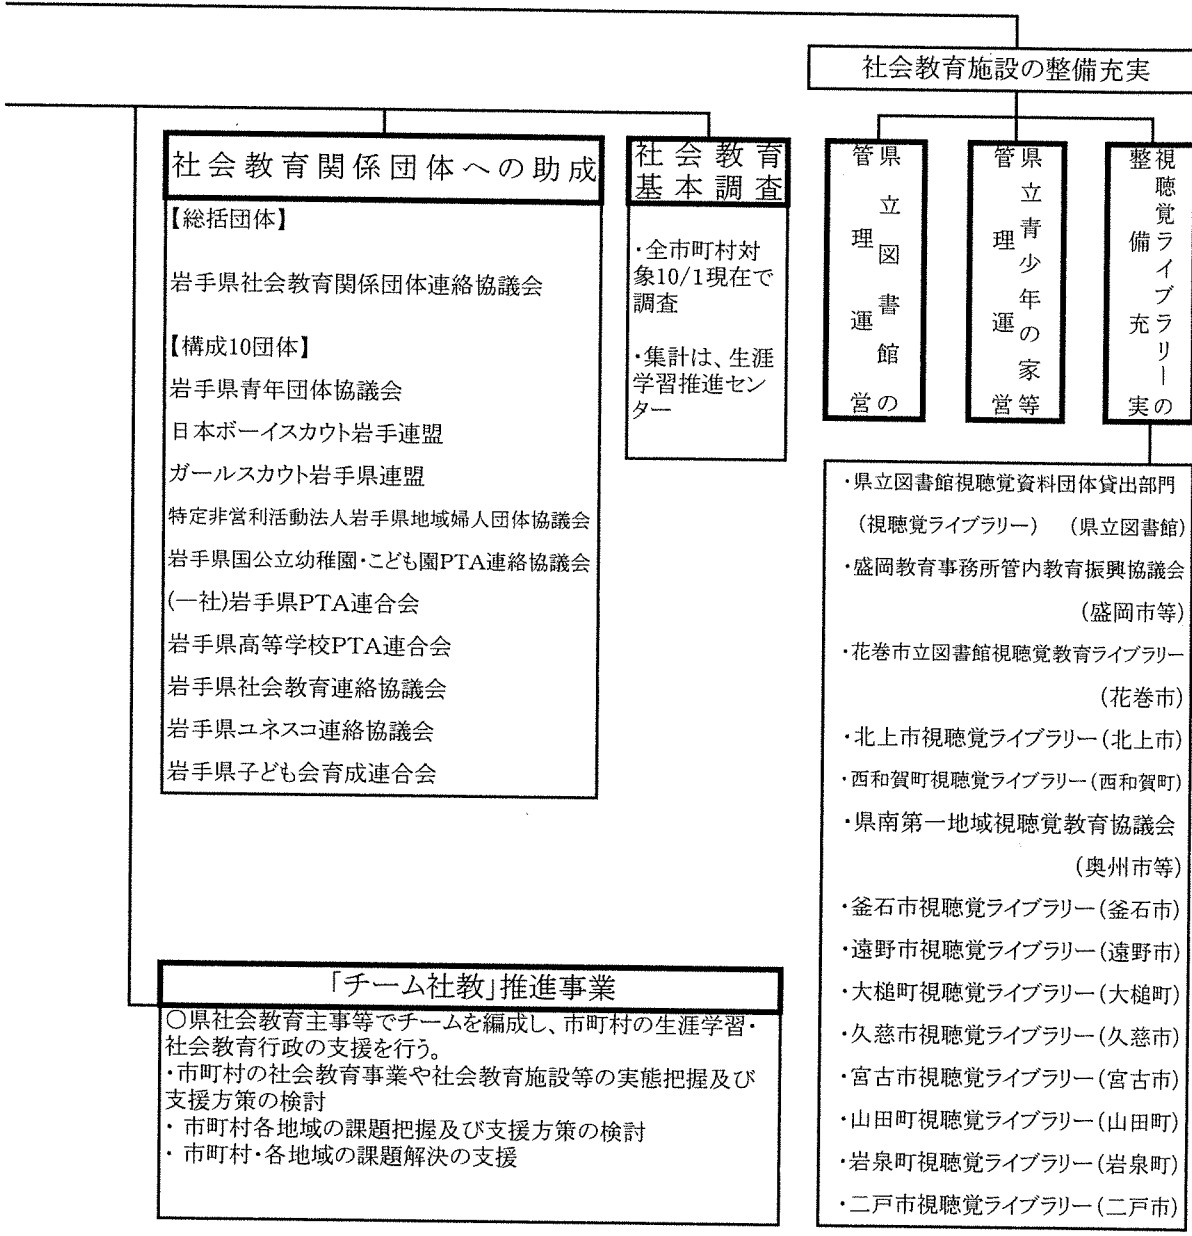 社会教育施設の整備充実
社会教育関係団体への助成
【総括団体】
岩手県社会教育関係団体連絡協議会
【構成10団体】
岩手県青年団体協議会
日本ボーイスカウト岩手連盟
ガールスカウト岩手県連盟
特定非営利活動法人岩手県地域婦人団体協議会
岩手県国公立幼稚園・こども園PTA連絡協議会
(一社)岩手県PTA連合会
岩手県高等学校PTA連合会
岩手県社会教育連絡協議会
岩手県ユネスコ連絡協議会
岩手県子ども会育成連合会
社会教育
基本調査
・全市町村対
象10/1現在で
調査
・集計は、生涯
学習推進セン
ター
県立図書館の
管理運営
県立青少年の家等
管理運営
視聴覚ライブラリーの
整備充実
・県立図書館視聴覚資料団体貸出部門
(視聴覚ライブラリー) (県立図書館)
・盛岡教育事務所管内教育振興協議会
(盛岡市等)
・花巻市立図書館視聴覚教育ライブラリー
(花巻市)
・北上市視聴覚ライブラリー(北上市)
・西和賀町視聴覚ライブラリー(西和賀町)
・県南第一地域視聴覚教育協議会
(奥州市等)
・釜石市視聴覚ライブラリー(釜石市)
・遠野市視聴覚ライブラリー(遠野市)
・大槌町視聴覚ライブラリー(大槌町)
・久慈市視聴覚ライブラリー(久慈市)
・宮古市視聴覚ライブラリー(宮古市)
・山田町視聴覚ライブラリー(山田町)
・岩泉町視聴覚ライブラリー(岩泉町)
・二戸市視聴覚ライブラリー(二戸市)
「チーム社教」推進事業
○県社会教育主事等でチームを編成し、市町村の生涯学習・
社会教育行政の支援を行う。
・市町村の社会教育事業や社会教育施設等の実態把握及び
支援方策の検討
・ 市町村各地域の課題把握及び支援方策の検討
・ 市町村・各地域の課題解決の支援